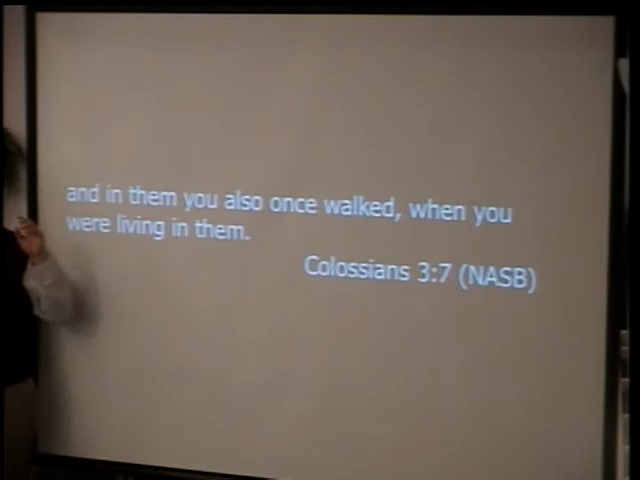 and in them you also once walked, when you
were living in them.
Colossians 3:7 (NASB)